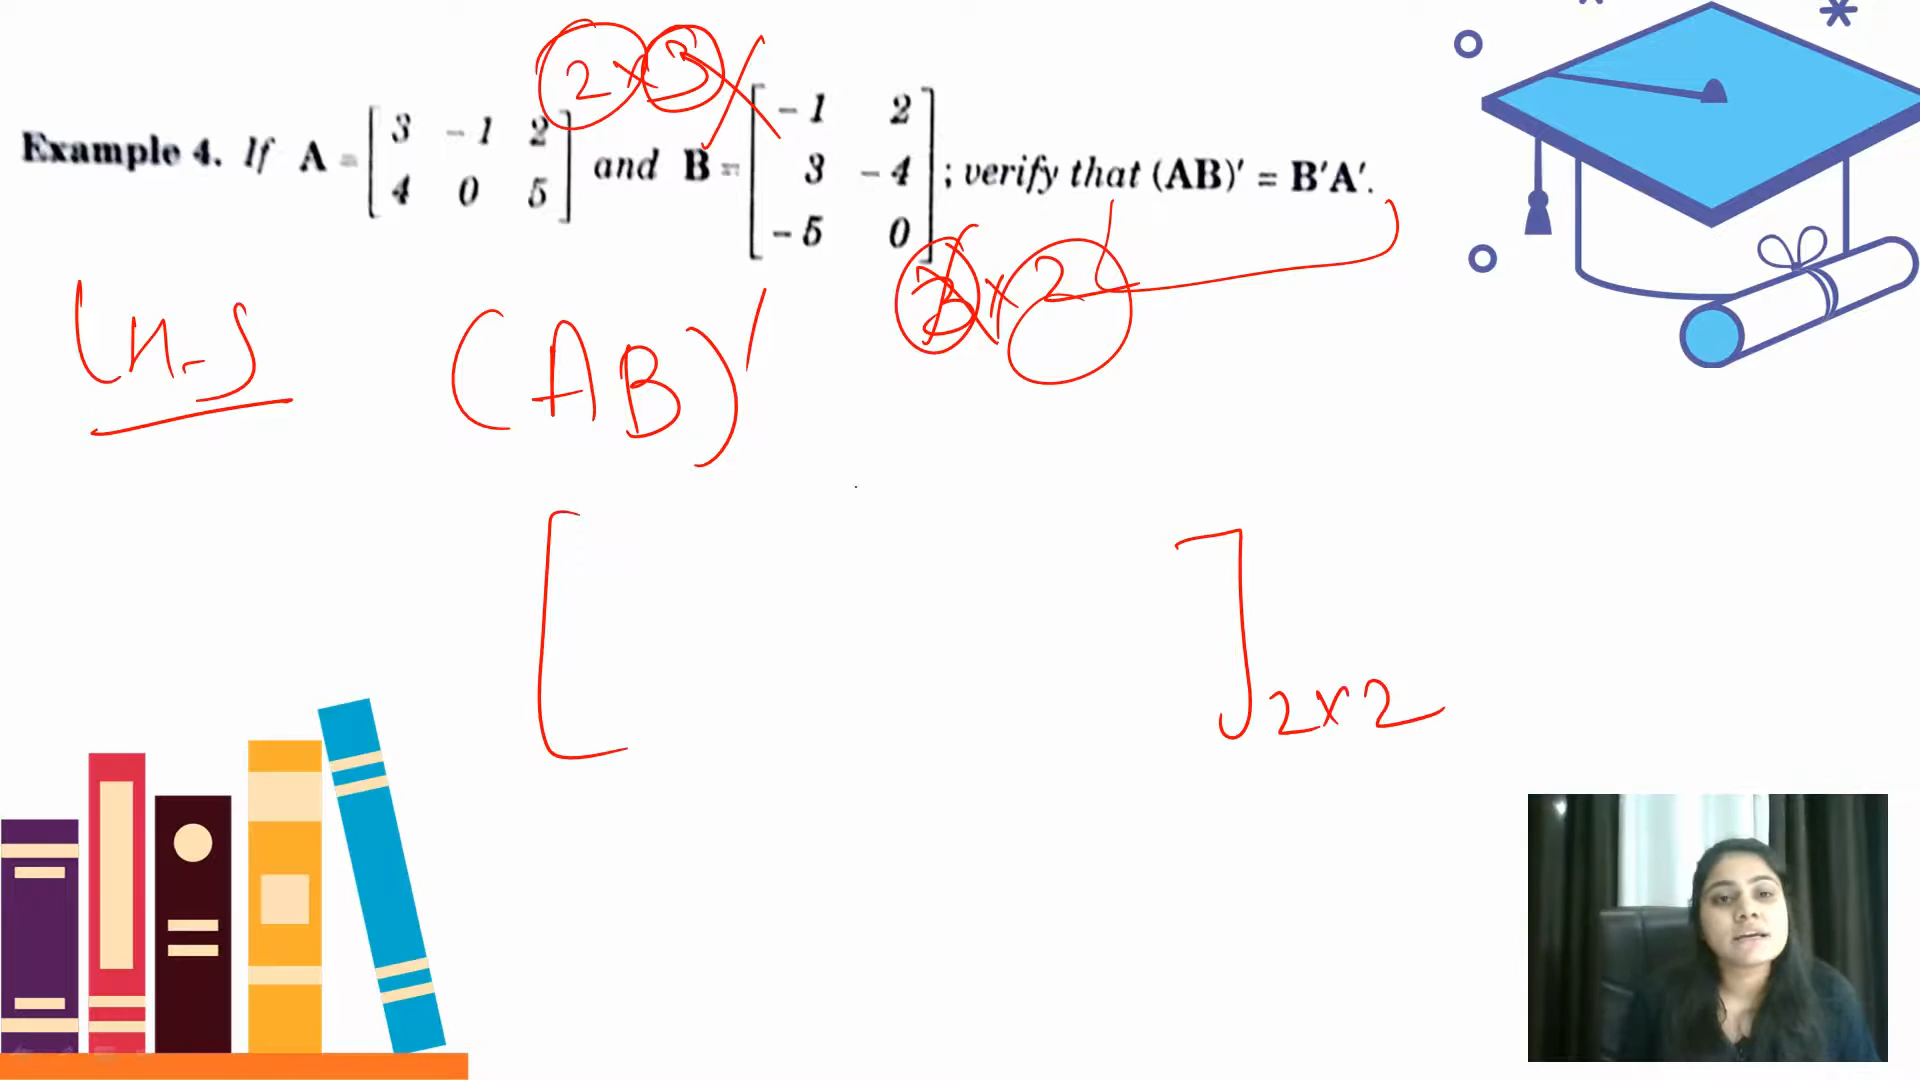 2 × 3
Example 4. If A = [ 3 - 1 2 and B = [ - 1 2
4 0 5 ] 3 - 4
- 5 0 ] ; verify that (AB)′ = B′A′.
3 × 2
(AB)′
[ ] 2×2